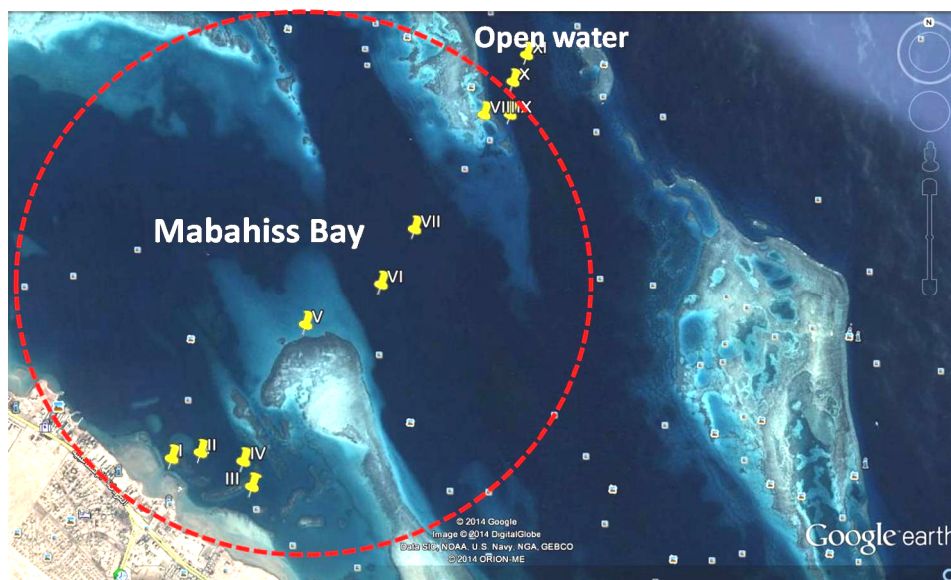 Open water
XI
X
VIII
IX
Mabahiss Bay
VII
VI
V
I
II
IV
III
N
© 2014 Google
Image © 2014 DigitalGlobe
Data SIO, NOAA, U.S. Navy, NGA, GEBCO
© 2014 ORION-ME
Google earth